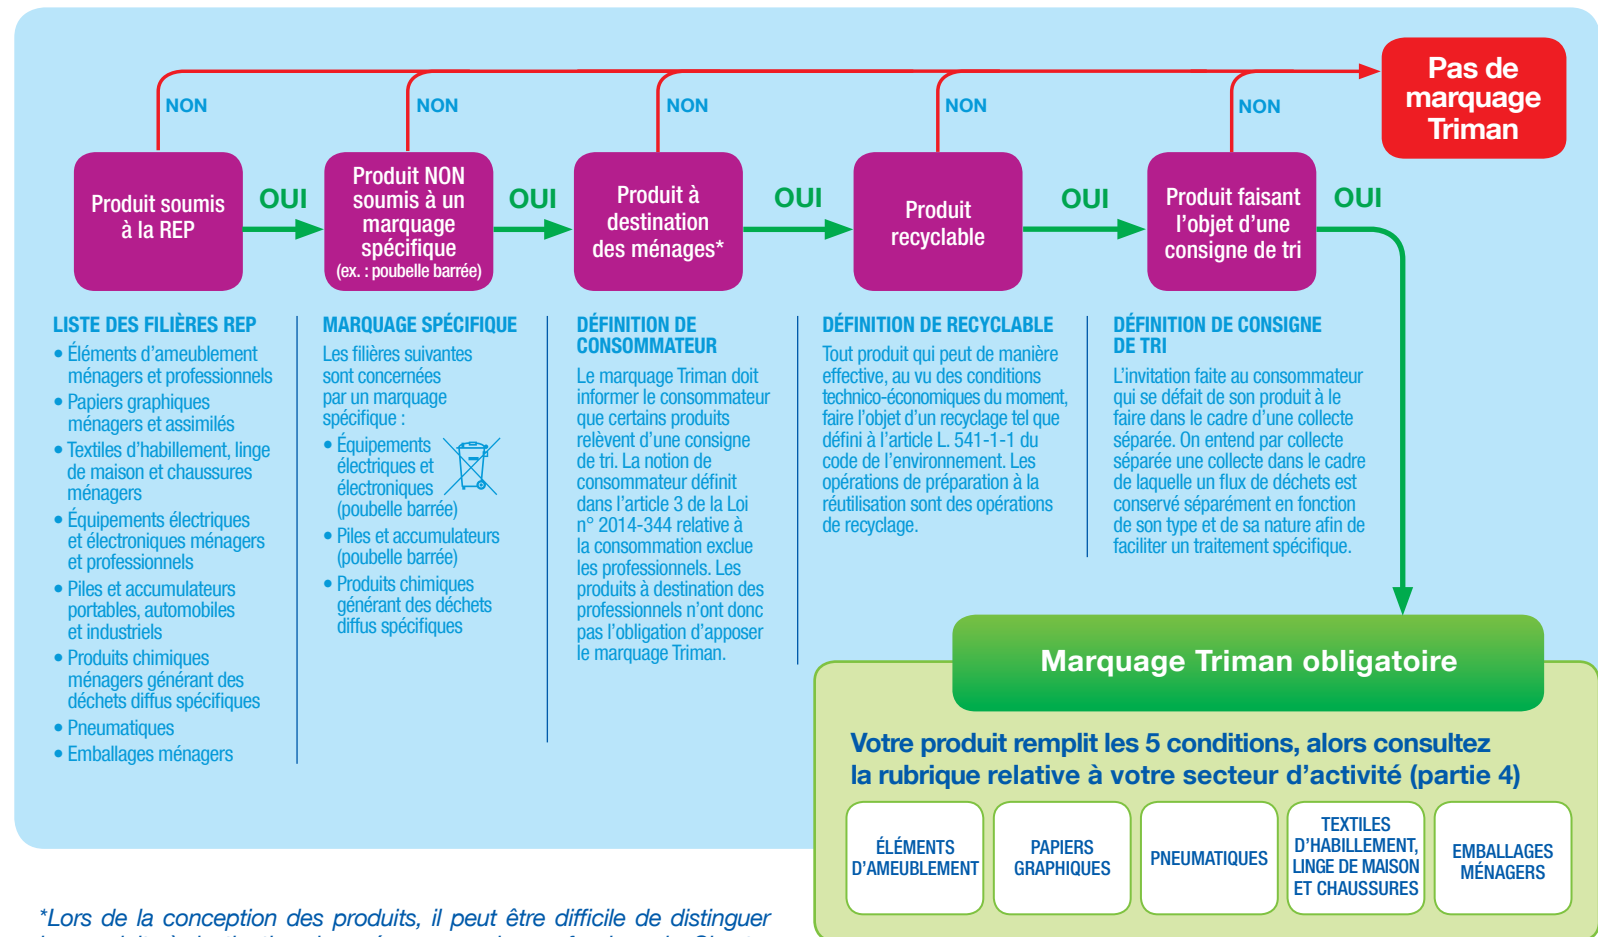 Pas de
marquage
Triman
NON
NON
NON
NON
NON
Produit soumis
à la REP
OUI
Produit NON
soumis à un
marquage
spécifique
(ex. : poubelle barrée)
OUI
Produit à
destination
des ménages*
OUI
Produit
recyclable
OUI
Produit faisant
l’objet d’une
consigne de tri
OUI
LISTE DES FILIÈRES REP
• Éléments d’ameublement
ménagers et professionnels
• Papiers graphiques
ménagers et assimilés
• Textiles d’habillement, linge
de maison et chaussures
ménagers
• Équipements électriques
et électroniques ménagers
et professionnels
• Piles et accumulateurs
portables, automobiles
et industriels
• Produits chimiques
ménagers générant des
déchets diffus spécifiques
• Pneumatiques
• Emballages ménagers
MARQUAGE SPÉCIFIQUE
Les filières suivantes
sont concernées
par un marquage
spécifique :
• Équipements
électriques et
électroniques
(poubelle barrée)
• Piles et accumulateurs
(poubelle barrée)
• Produits chimiques
générant des déchets
diffus spécifiques
DÉFINITION DE
CONSOMMATEUR
Le marquage Triman doit
informer le consommateur
que certains produits
relèvent d’une consigne
de tri. La notion de
consommateur définit
dans l’article 3 de la Loi
n° 2014-344 relative à
la consommation exclue
les professionnels. Les
produits à destination des
professionnels n’ont donc
pas l’obligation d’apposer
le marquage Triman.
DÉFINITION DE RECYCLABLE
Tout produit qui peut de manière
effective, au vu des conditions
technico-économiques du moment,
faire l’objet d’un recyclage tel que
défini à l’article L. 541-1-1 du
code de l’environnement. Les
opérations de préparation à la
réutilisation sont des opérations
de recyclage.
DÉFINITION DE CONSIGNE
DE TRI
L’invitation faite au consommateur
qui se défait de son produit à le
faire dans le cadre d’une collecte
séparée. On entend par collecte
séparée une collecte dans le cadre
de laquelle un flux de déchets est
conservé séparément en fonction
de son type et de sa nature afin de
faciliter un traitement spécifique.
Marquage Triman obligatoire
Votre produit remplit les 5 conditions, alors consultez
la rubrique relative à votre secteur d’activité (partie 4)
ÉLÉMENTS
D’AMEUBLEMENT
PAPIERS
GRAPHIQUES
PNEUMATIQUES
TEXTILES
D’HABILLEMENT,
LINGE DE MAISON
ET CHAUSSURES
EMBALLAGES
MÉNAGERS
*Lors de la conception des produits, il peut être difficile de distinguer